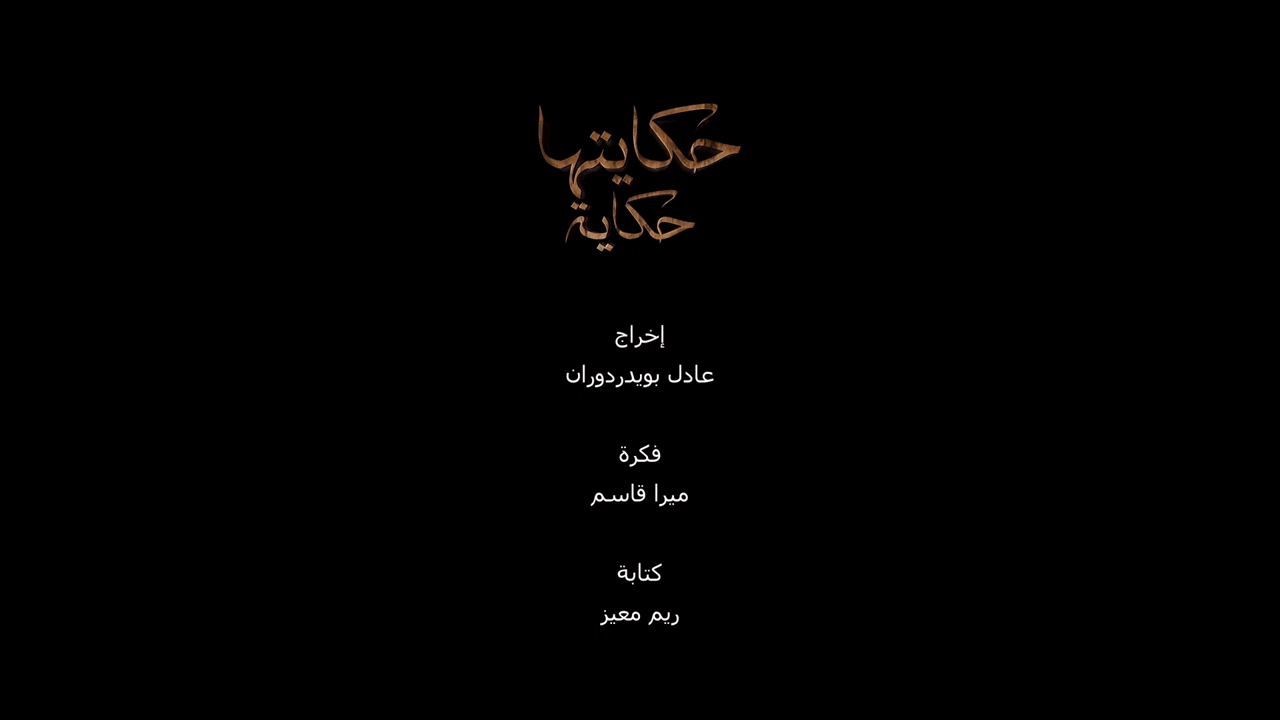 حكايتها
حكاية
إخراج
عادل بويدردوران
فكرة
ميرا قاسم
كتابة
ريم معيز